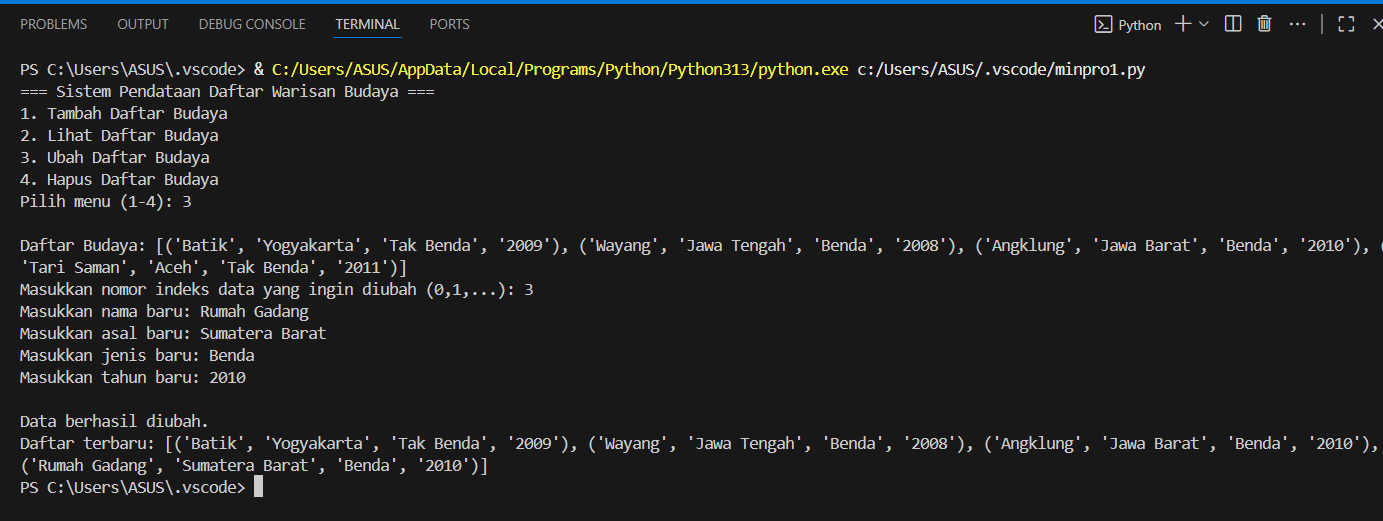 PROBLEMS OUTPUT DEBUG CONSOLE TERMINAL PORTS Python
PS C:\Users\ASUS\.vscode> & C:/Users/ASUS/AppData/Local/Programs/Python/Python313/python.exe c:/Users/ASUS/.vscode/minpro1.py
=== Sistem Pendataan Daftar Warisan Budaya ===
1. Tambah Daftar Budaya
2. Lihat Daftar Budaya
3. Ubah Daftar Budaya
4. Hapus Daftar Budaya
Pilih menu (1-4): 3
Daftar Budaya: [('Batik', 'Yogyakarta', 'Tak Benda', '2009'), ('Wayang', 'Jawa Tengah', 'Benda', '2008'), ('Angklung', 'Jawa Barat', 'Benda', '2010'), (
'Tari Saman', 'Aceh', 'Tak Benda', '2011')]
Masukkan nomor indeks data yang ingin diubah (0,1,...): 3
Masukkan nama baru: Rumah Gadang
Masukkan asal baru: Sumatera Barat
Masukkan jenis baru: Benda
Masukkan tahun baru: 2010
Data berhasil diubah.
Daftar terbaru: [('Batik', 'Yogyakarta', 'Tak Benda', '2009'), ('Wayang', 'Jawa Tengah', 'Benda', '2008'), ('Angklung', 'Jawa Barat', 'Benda', '2010'),
('Rumah Gadang', 'Sumatera Barat', 'Benda', '2010')]
PS C:\Users\ASUS\.vscode>